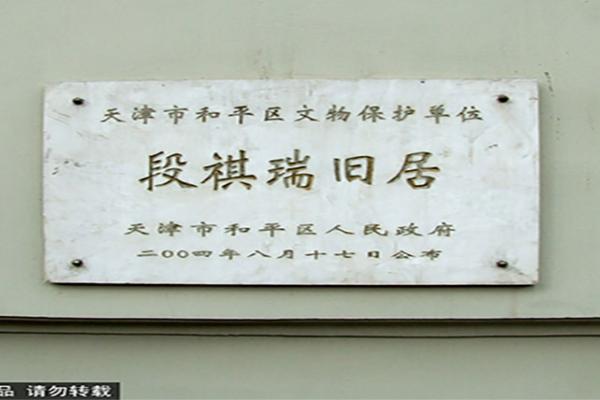 天津市和平区文物保护单位
段祺瑞旧居
天津市和平区人民政府
二〇〇四年八月十七日公布
品 请勿转载